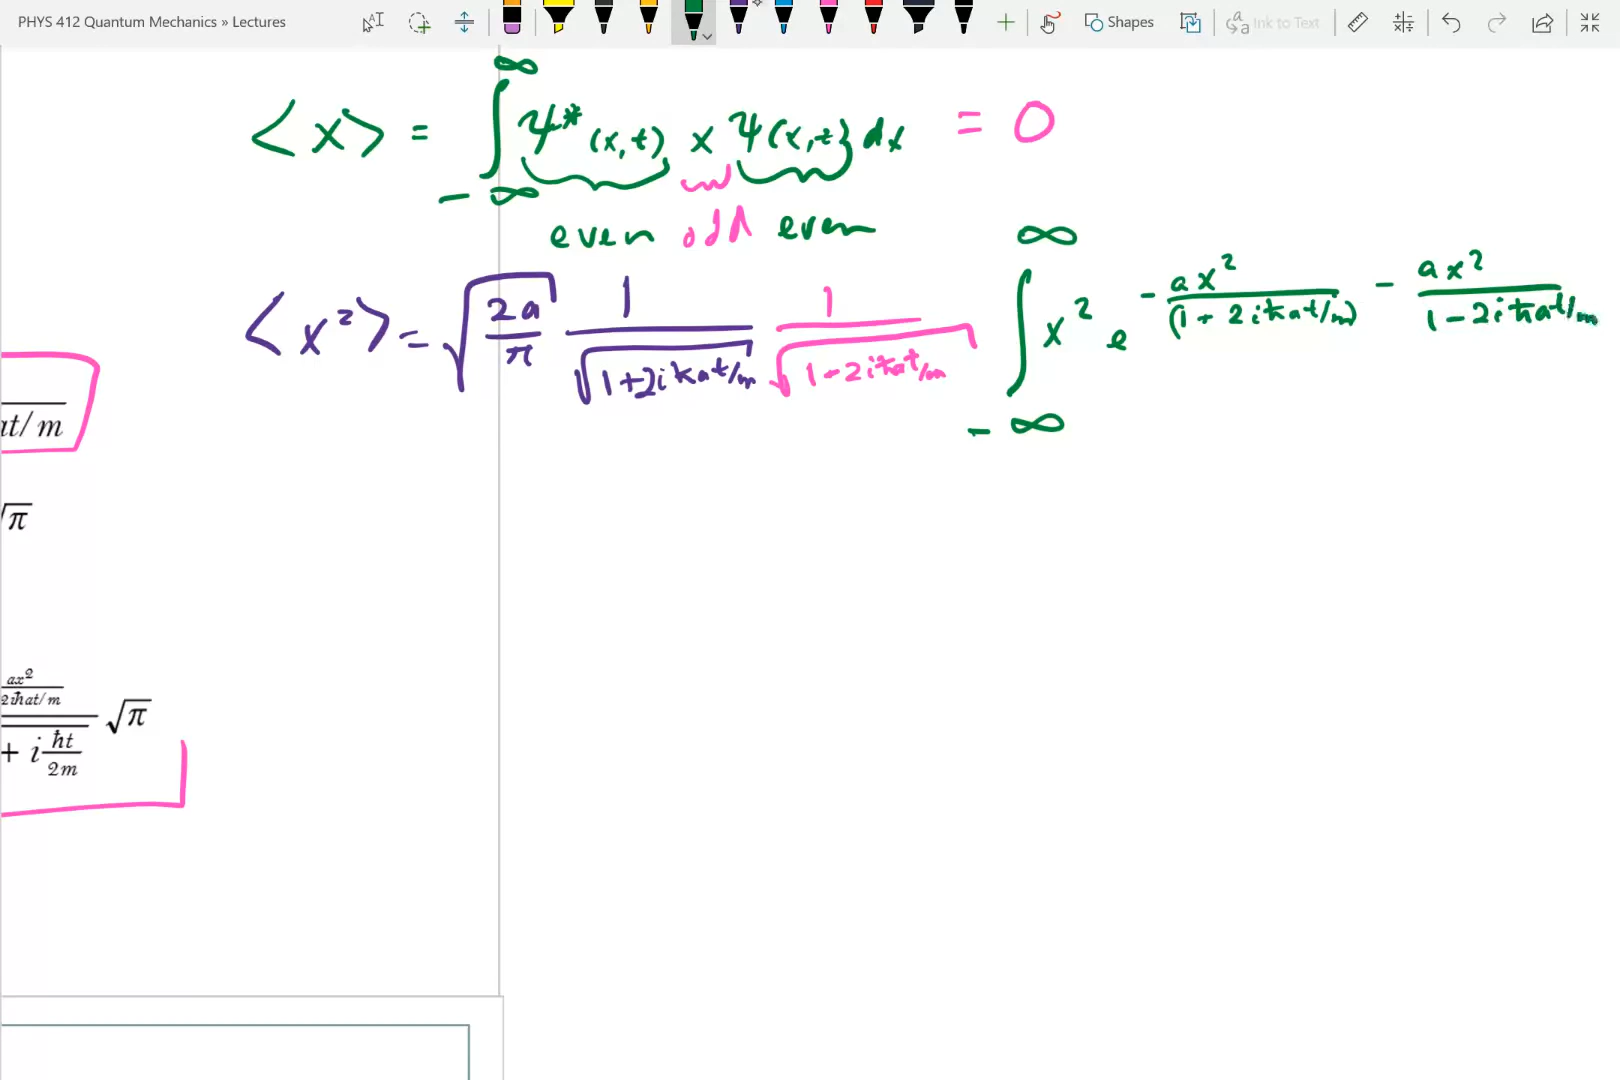 PHYS 412 Quantum Mechanics » Lectures
Shapes
Ink to Text
<x> = ∫_{-∞}^{∞} Ψ*(x,t) x Ψ(x,t) dx = 0
even odd even
<x²> = √(2a/π) 1/√(1+2iħat/m) 1/√(1-2iħat/m) ∫_{-∞}^{∞} x² e^{-ax²/(1+2iħat/m) - ax²/(1-2iħat/m)}
at/m
√π
ax²
2iħat/m
√π
+ i ħt/2m